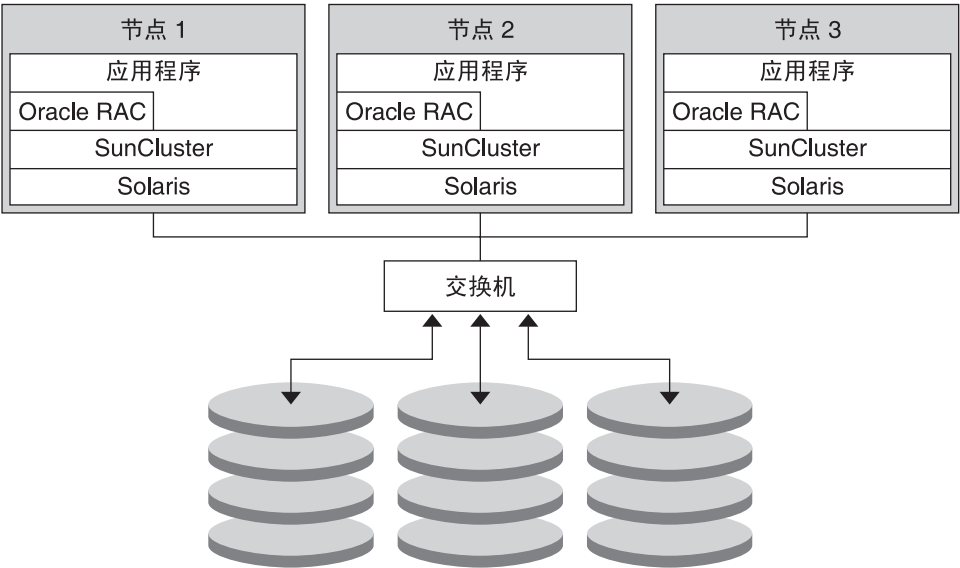 节点 1
应用程序
Oracle RAC
SunCluster
Solaris
节点 2
应用程序
Oracle RAC
SunCluster
Solaris
节点 3
应用程序
Oracle RAC
SunCluster
Solaris
交换机